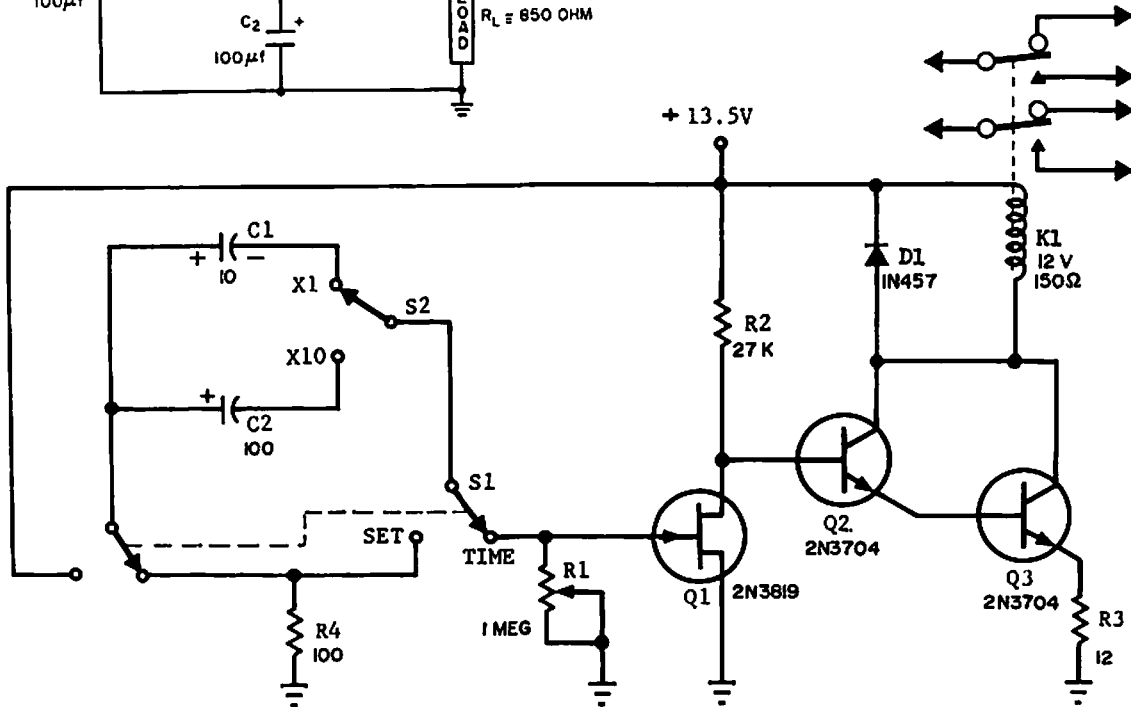 100µf
C2 +
100µf
LOAD
RL = 850 OHM
+ 13.5V
C1
+ -
10
X1
S2
X10
+
C2
100
S1
SET
TIME
R4
100
R1
1 MEG
R2
27 K
D1
1N457
K1
12 V
150Ω
Q1
2N3819
Q2
2N3704
Q3
2N3704
R3
12